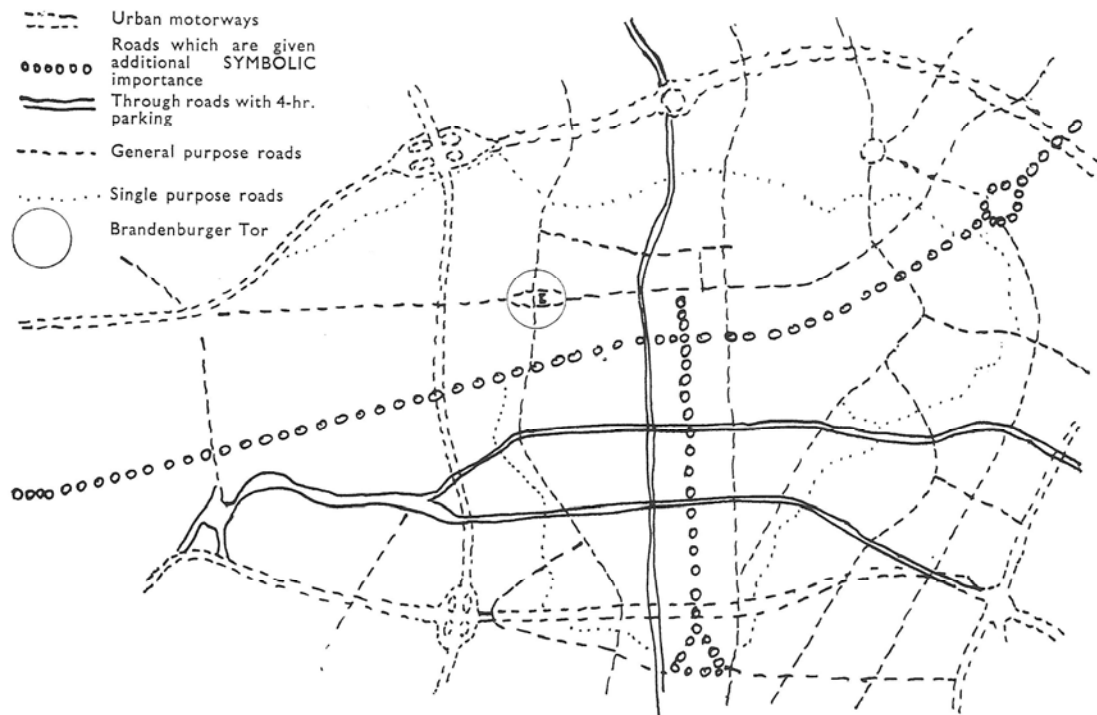 Urban motorways
Roads which are given
additional SYMBOLIC
importance
Through roads with 4-hr.
parking
General purpose roads
Single purpose roads
Brandenburger Tor